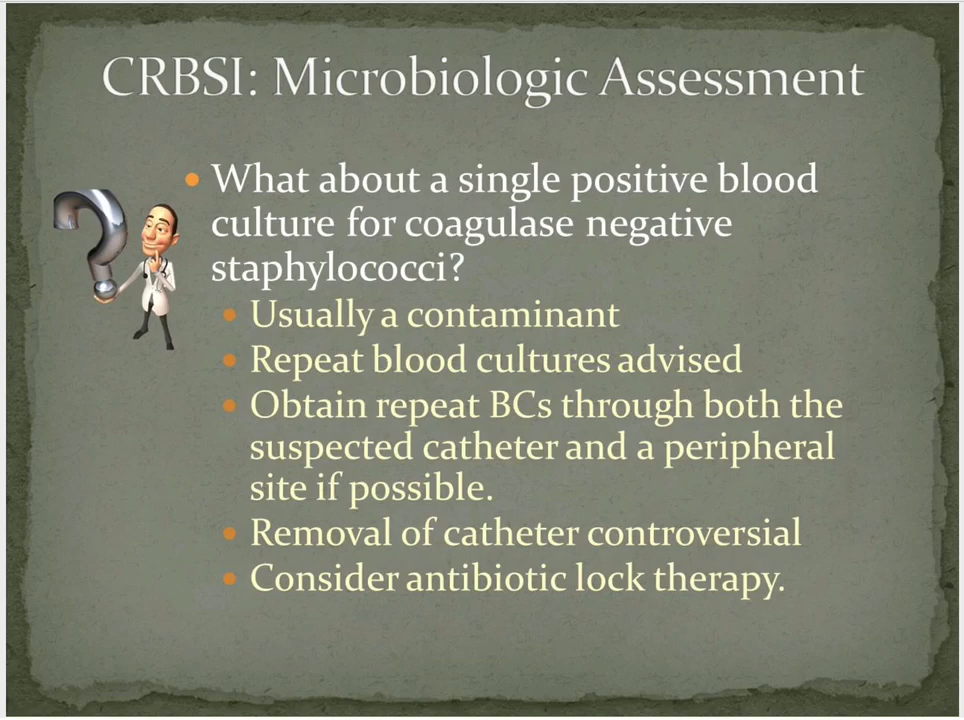 CRBSI: Microbiologic Assessment
• What about a single positive blood
culture for coagulase negative
staphylococci?
• Usually a contaminant
• Repeat blood cultures advised
• Obtain repeat BCs through both the
suspected catheter and a peripheral
site if possible.
• Removal of catheter controversial
• Consider antibiotic lock therapy.